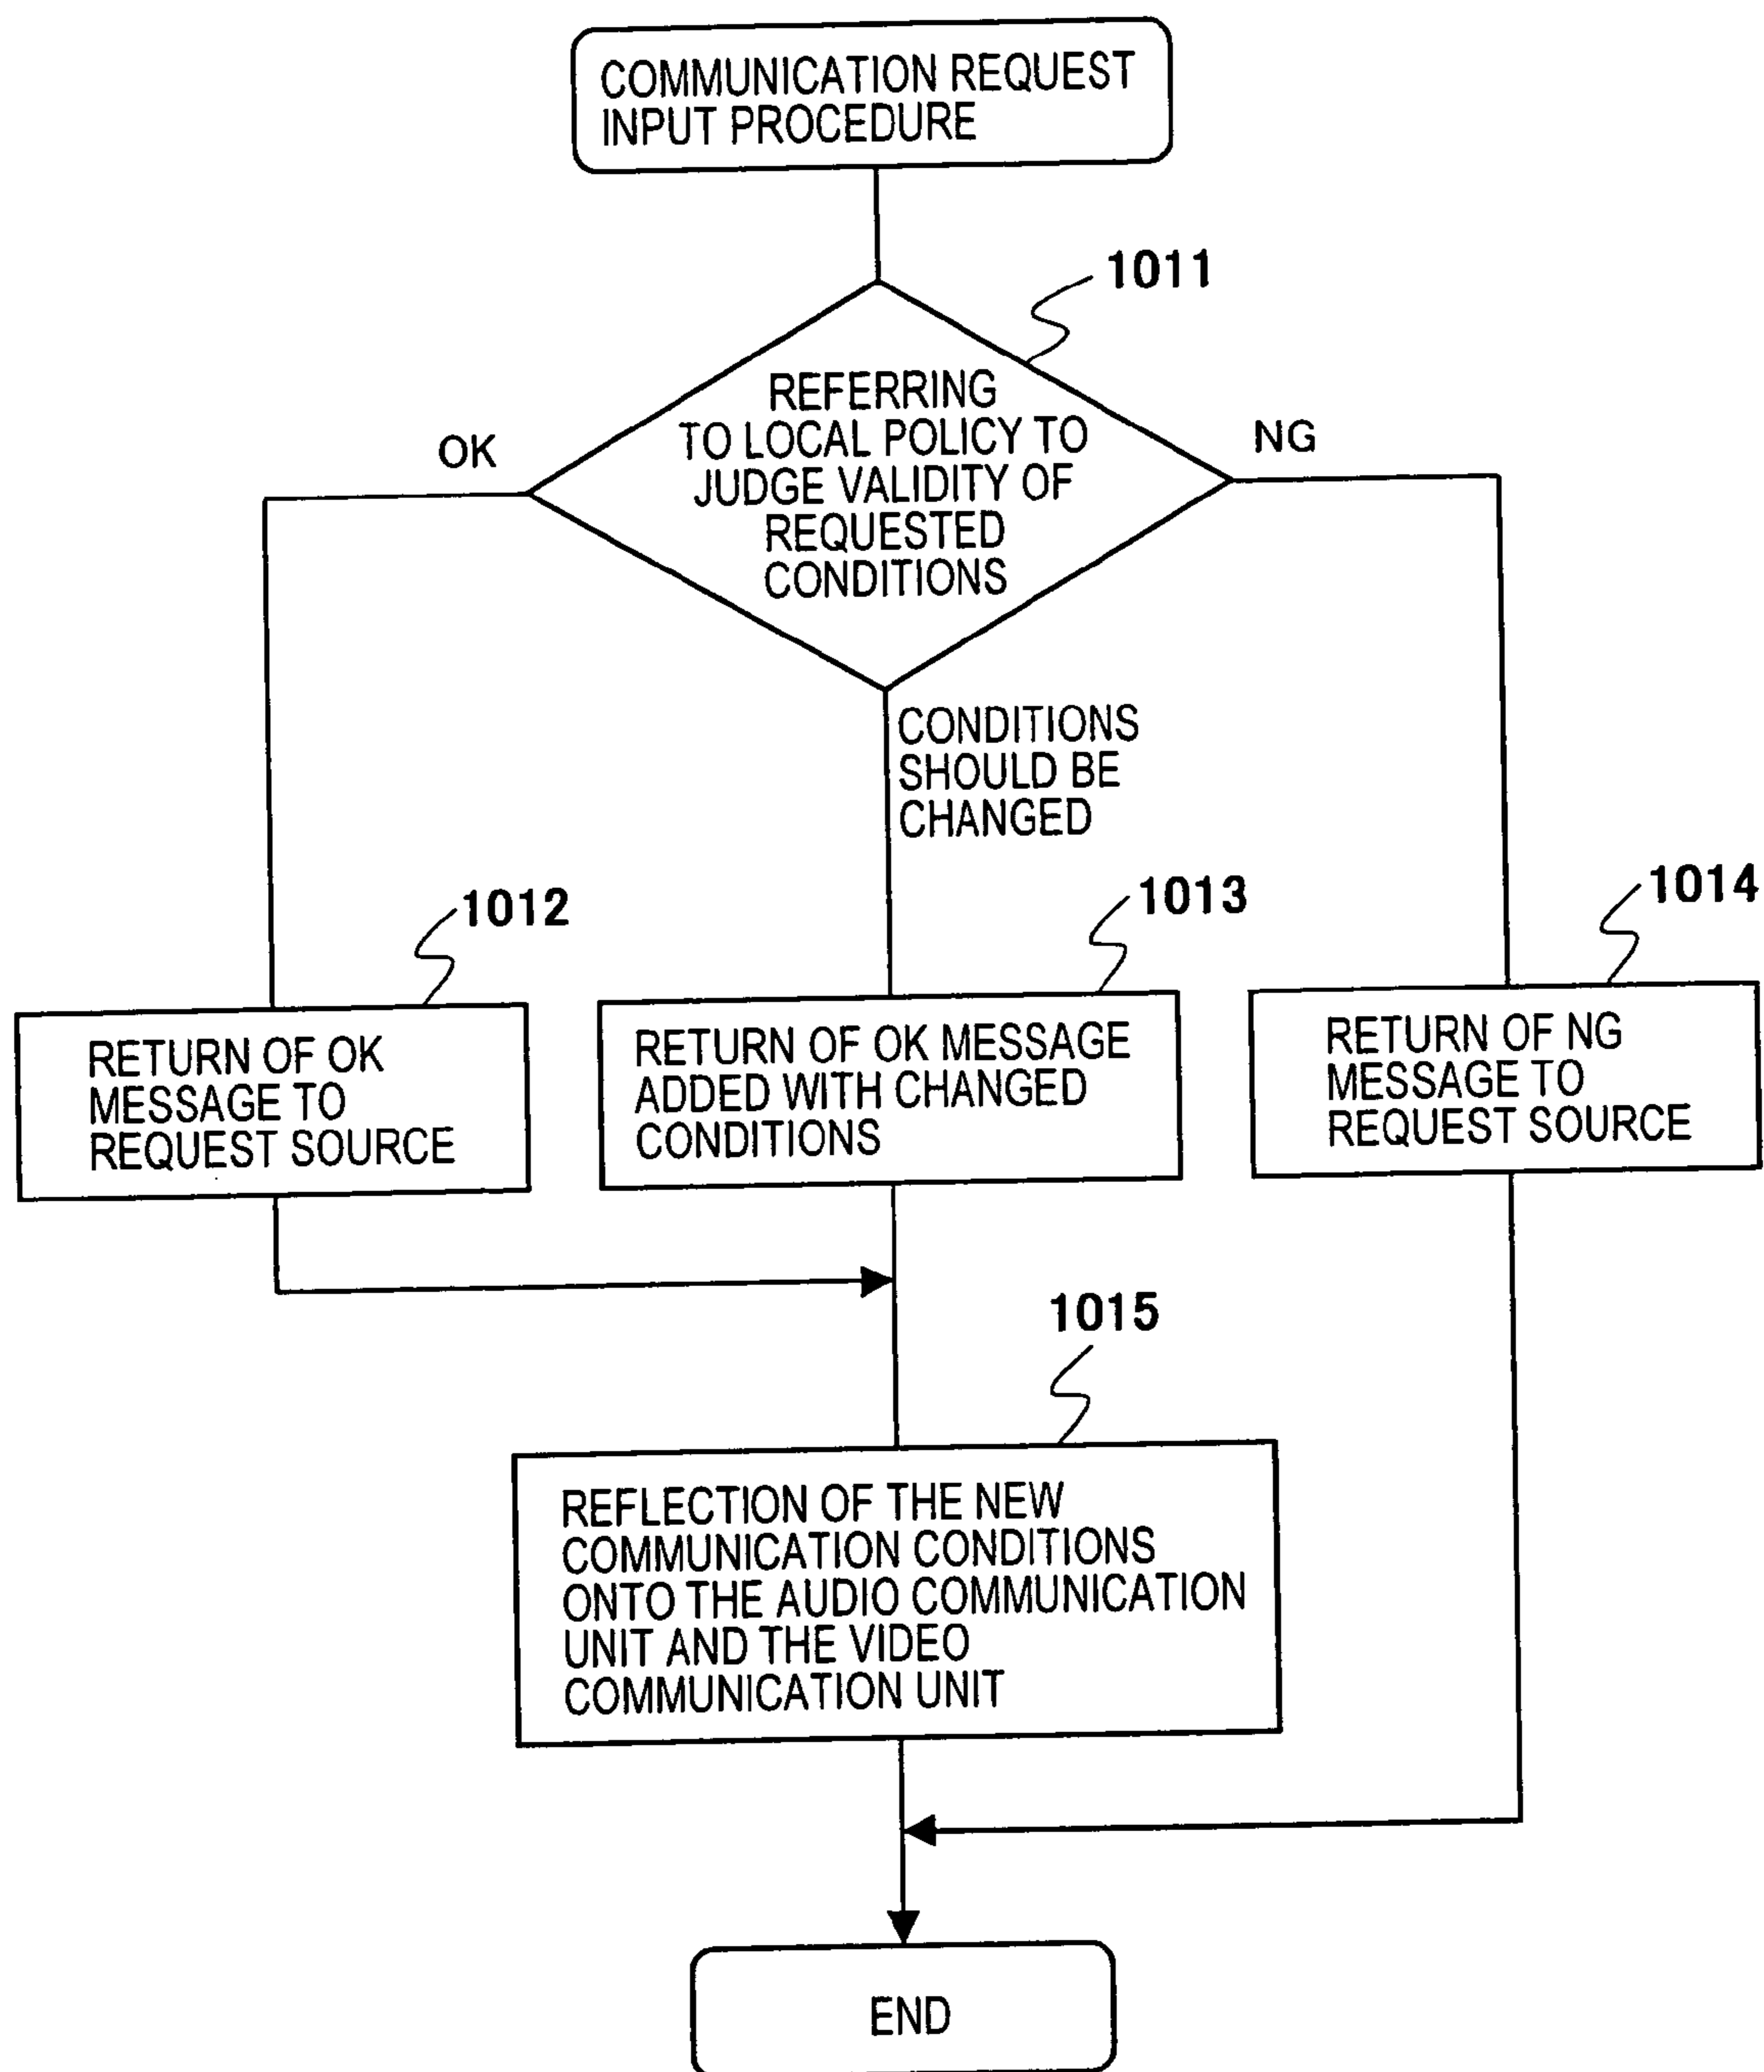 COMMUNICATION REQUEST
INPUT PROCEDURE
1011
REFERRING
TO LOCAL POLICY TO
JUDGE VALIDITY OF
REQUESTED
CONDITIONS
OK
NG
CONDITIONS
SHOULD BE
CHANGED
1012
1013
1014
RETURN OF OK
MESSAGE TO
REQUEST SOURCE
RETURN OF OK MESSAGE
ADDED WITH CHANGED
CONDITIONS
RETURN OF NG
MESSAGE TO
REQUEST SOURCE
1015
REFLECTION OF THE NEW
COMMUNICATION CONDITIONS
ONTO THE AUDIO COMMUNICATION
UNIT AND THE VIDEO
COMMUNICATION UNIT
END